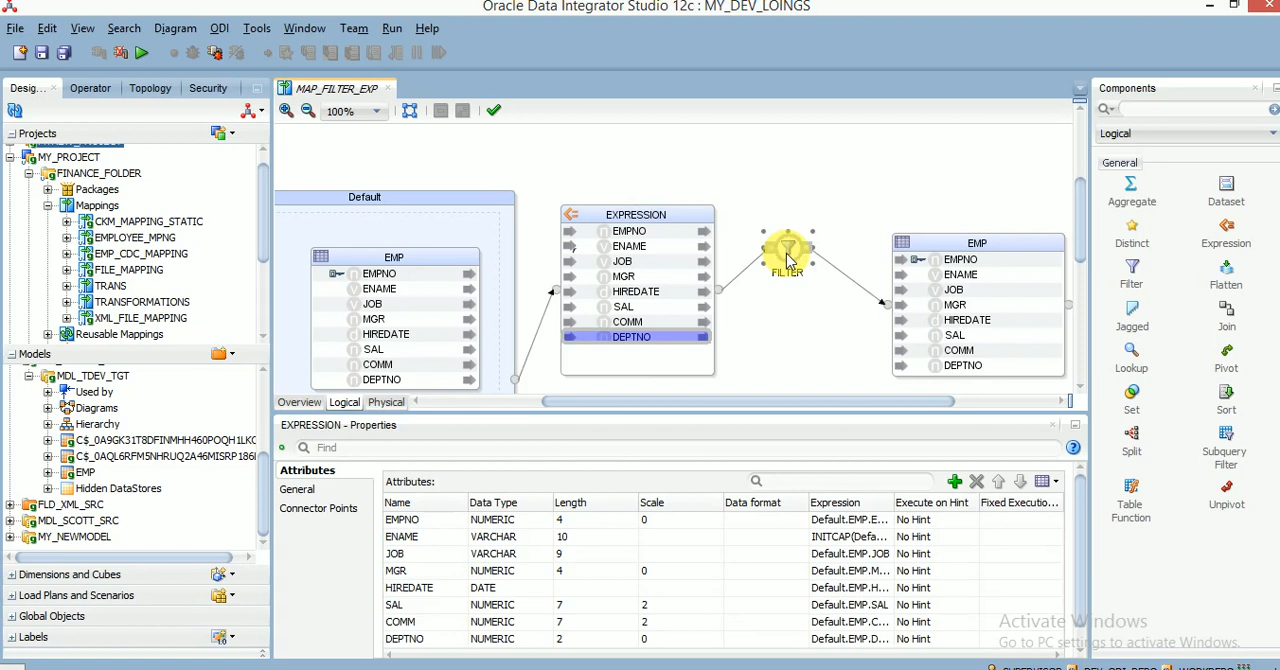 Oracle Data Integrator Studio 12c : MY_DEV_LOINGS
File Edit View Search Diagram ODI Tools Window Team Run Help
Desig... Operator Topology Security
MAP_FILTER_EXP
Components
100%
Projects
MY_PROJECT
FINANCE_FOLDER
Packages
Mappings
CKM_MAPPING_STATIC
EMPLOYEE_MPNG
EMP_CDC_MAPPING
FILE_MAPPING
TRANS
TRANSFORMATIONS
XML_FILE_MAPPING
Reusable Mappings
Models
MDL_TDEV_TGT
Used by
Diagrams
Hierarchy
EMP
Hidden DataStores
FLD_XML_SRC
MDL_SCOTT_SRC
MY_NEWMODEL
Dimensions and Cubes
Load Plans and Scenarios
Global Objects
Labels
Default
EMP
EMPNO
ENAME
JOB
MGR
HIREDATE
SAL
COMM
DEPTNO
EXPRESSION
EMPNO
ENAME
JOB
MGR
HIREDATE
SAL
COMM
DEPTNO
FILTER
EMP
EMPNO
ENAME
JOB
MGR
HIREDATE
SAL
COMM
DEPTNO
Overview Logical Physical
EXPRESSION - Properties
Find
Attributes
General
Connector Points
Attributes:
Name Data Type Length Scale Data format Expression Execute on Hint Fixed Executio...
EMPNO NUMERIC 4 0 Default.EMP.E... No Hint
ENAME VARCHAR 10 INITCAP(Defa... No Hint
JOB VARCHAR 9 Default.EMP.JOB No Hint
MGR NUMERIC 4 0 Default.EMP.M... No Hint
HIREDATE DATE Default.EMP.H... No Hint
SAL NUMERIC 7 2 Default.EMP.SAL No Hint
COMM NUMERIC 7 2 Default.EMP.C... No Hint
DEPTNO NUMERIC 2 0 Default.EMP.D... No Hint
Logical
General
Aggregate Dataset
Distinct Expression
Filter Flatten
Jagged Join
Lookup Pivot
Set Sort
Split Subquery Filter
Table Function Unpivot
Activate Windows
Go to PC settings to activate Windows.